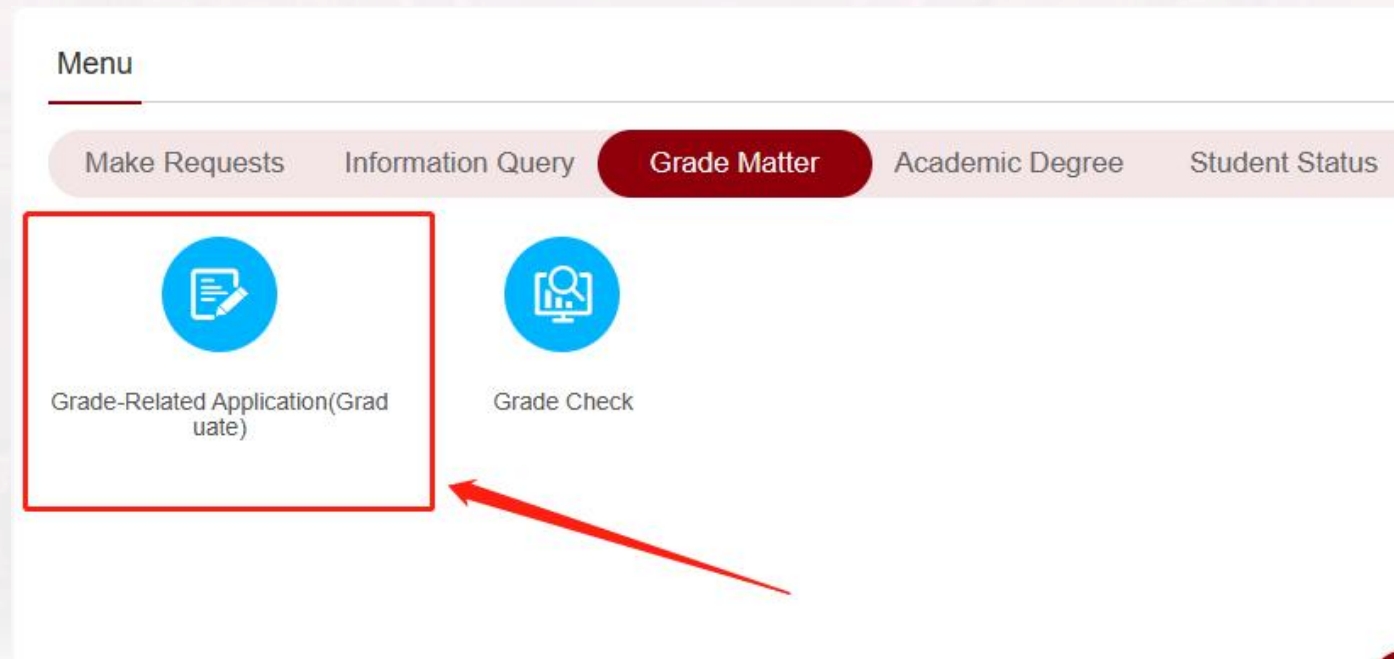 Menu
Make Requests Information Query Grade Matter Academic Degree Student Status
Grade-Related Application(Grad
uate)
Grade Check